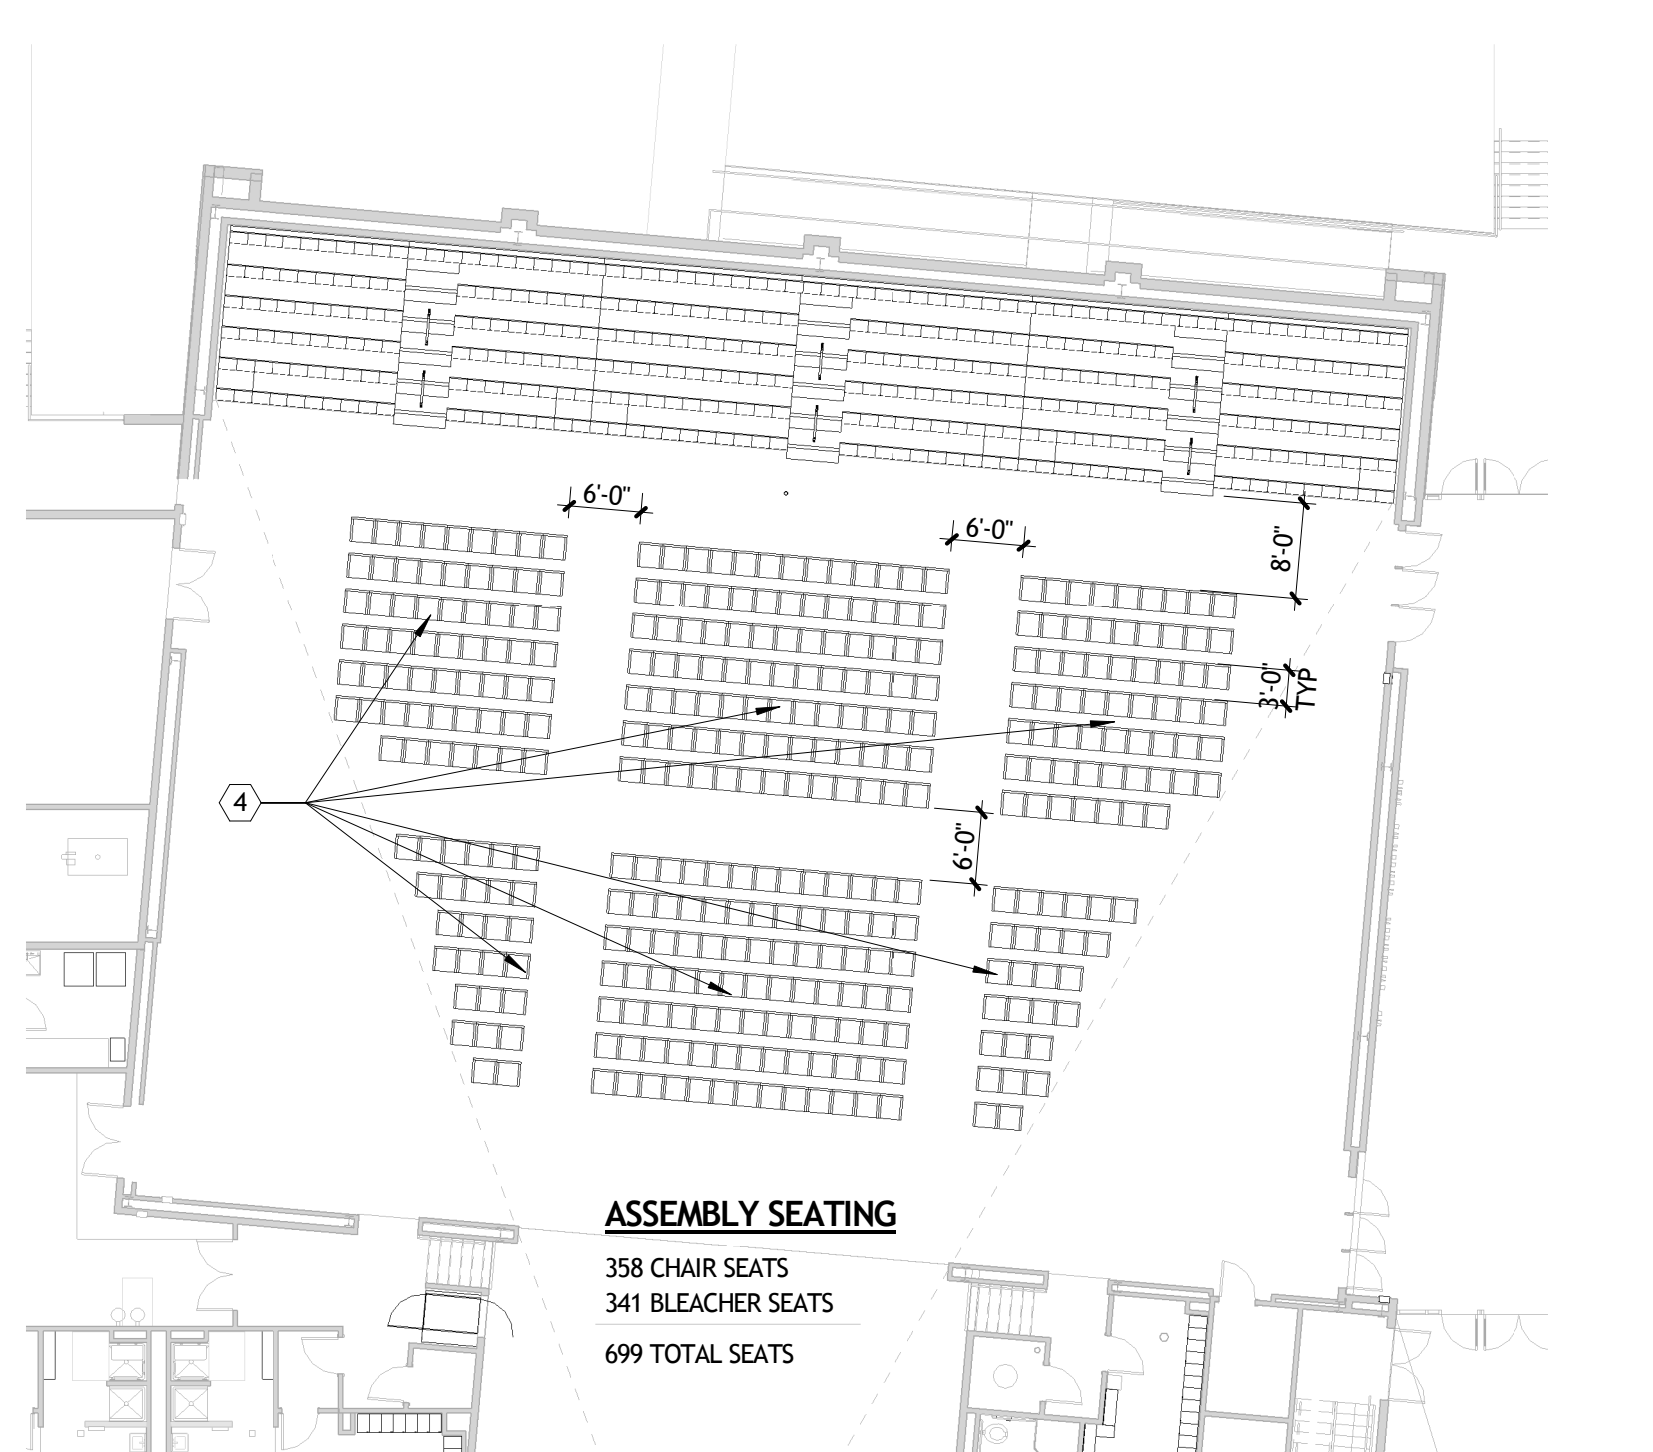 6'-0"
6'-0"
8'-0"
3'-0"
TYP
4
6'-0"
ASSEMBLY SEATING
358 CHAIR SEATS
341 BLEACHER SEATS
699 TOTAL SEATS